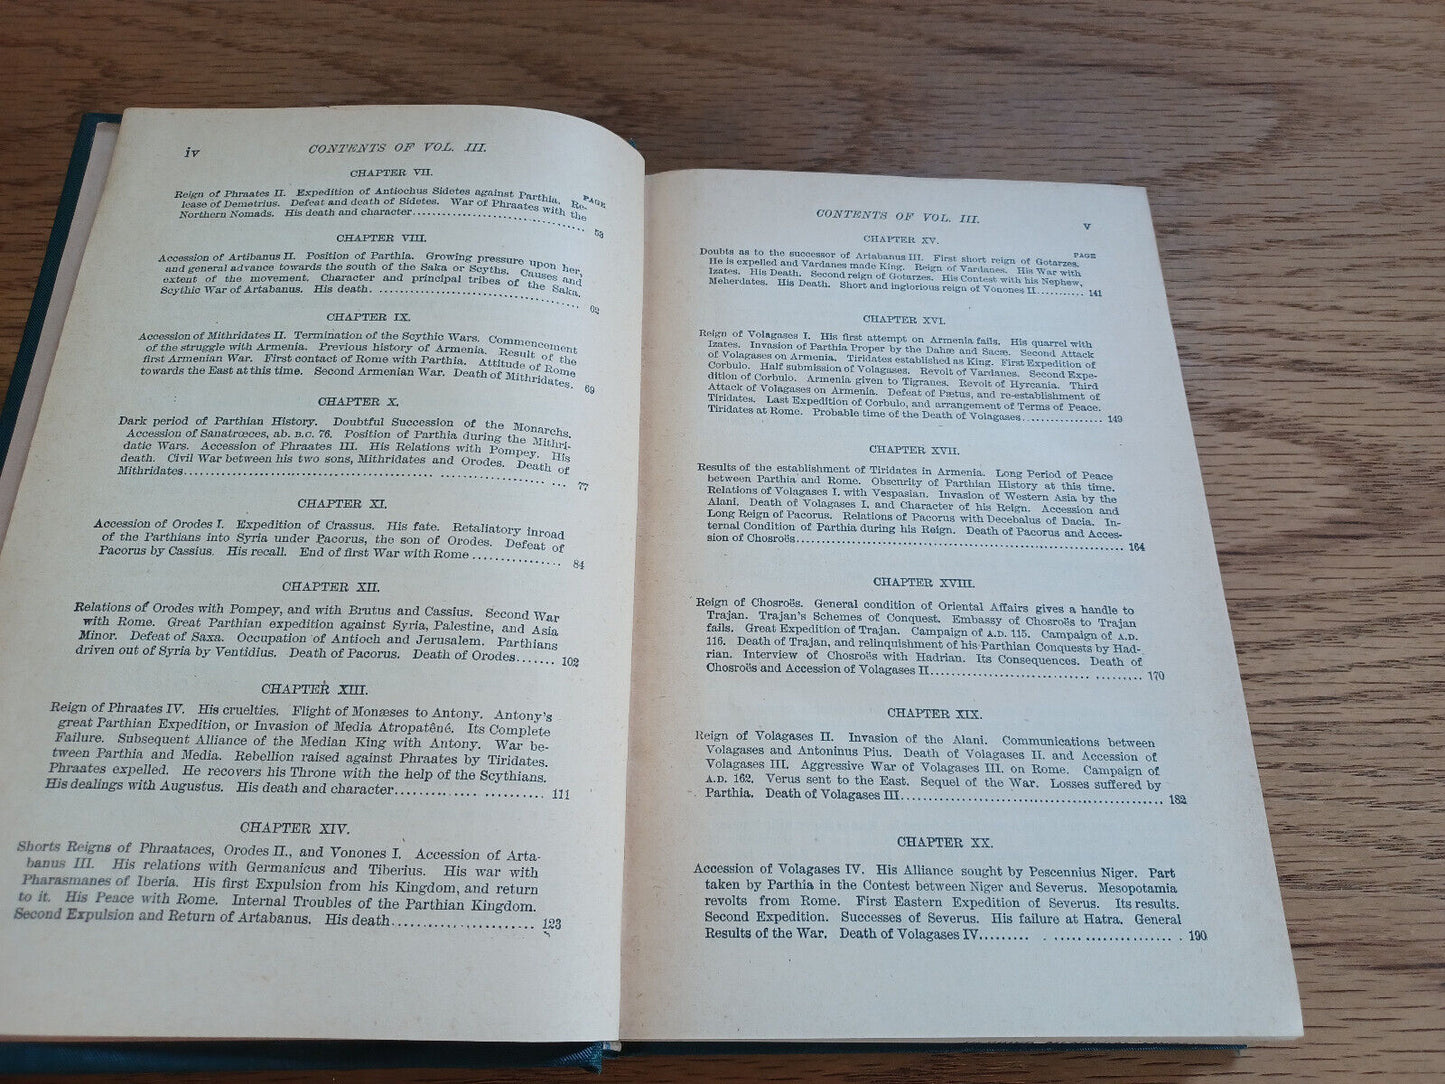 iv CONTENTS OF VOL. III.
CHAPTER VII.
PAGE
Reign of Phraates II. Expedition of Antiochus Sidetes against Parthia. Re-
lease of Demetrius. Defeat and death of Sidetes. War of Phraates with the
Northern Nomads. His death and character.......... 53
CHAPTER VIII.
Accession of Artibanus II. Position of Parthia. Growing pressure upon her,
and general advance towards the south of the Saka or Scyths. Causes and
extent of the movement. Character and principal tribes of the Saka.
Scythic War of Artabanus. His death.......... 62
CHAPTER IX.
Accession of Mithridates II. Termination of the Scythic Wars. Commencement
of the struggle with Armenia. Previous history of Armenia. Result of the
first Armenian War. First contact of Rome with Parthia. Attitude of Rome
towards the East at this time. Second Armenian War. Death of Mithridates. 69
CHAPTER X.
Dark period of Parthian History. Doubtful Succession of the Monarchs.
Accession of Sanatrœces, ab. B.C. 76. Position of Parthia during the Mithri-
datic Wars. Accession of Phraates III. His Relations with Pompey. His
death. Civil War between his two sons, Mithridates and Orodes. Death of
Mithridates.......... 77
CHAPTER XI.
Accession of Orodes I. Expedition of Crassus. His fate. Retaliatory inroad
of the Parthians into Syria under Pacorus, the son of Orodes. Defeat of
Pacorus by Cassius. His recall. End of first War with Rome.......... 84
CHAPTER XII.
Relations of Orodes with Pompey, and with Brutus and Cassius. Second War
with Rome. Great Parthian expedition against Syria, Palestine, and Asia
Minor. Defeat of Saxa. Occupation of Antioch and Jerusalem. Parthians
driven out of Syria by Ventidius. Death of Pacorus. Death of Orodes....... 102
CHAPTER XIII.
Reign of Phraates IV. His cruelties. Flight of Monæses to Antony. Antony's
great Parthian Expedition, or Invasion of Media Atropatêné. Its Complete
Failure. Subsequent Alliance of the Median King with Antony. War be-
tween Parthia and Media. Rebellion raised against Phraates by Tiridates.
Phraates expelled. He recovers his Throne with the help of the Scythians.
His dealings with Augustus. His death and character.......... 111
CHAPTER XIV.
Shorts Reigns of Phraataces, Orodes II., and Vonones I. Accession of Arta-
banus III. His relations with Germanicus and Tiberius. His war with
Pharasmanes of Iberia. His first Expulsion from his Kingdom, and return
to it. His Peace with Rome. Internal Troubles of the Parthian Kingdom.
Second Expulsion and Return of Artabanus. His death.......... 123
CONTENTS OF VOL. III. v
CHAPTER XV.
PAGE
Doubts as to the successor of Artabanus III. First short reign of Gotarzes.
He is expelled and Vardanes made King. Reign of Vardanes. His War with
Izates. His Death. Second reign of Gotarzes. His Contest with his Nephew,
Meherdates. His Death. Short and inglorious reign of Vonones II.......... 141
CHAPTER XVI.
Reign of Volagases I. His first attempt on Armenia fails. His quarrel with
Izates. Invasion of Parthia Proper by the Dahæ and Sacæ. Second Attack
of Volagases on Armenia. Tiridates established as King. First Expedition of
Corbulo. Half submission of Volagases. Revolt of Vardanes. Second Expe-
dition of Corbulo. Armenia given to Tigranes. Revolt of Hyrcania. Third
Attack of Volagases on Armenia. Defeat of Pætus, and re-establishment of
Tiridates. Last Expedition of Corbulo, and arrangement of Terms of Peace.
Tiridates at Rome. Probable time of the Death of Volagases.......... 149
CHAPTER XVII.
Results of the establishment of Tiridates in Armenia. Long Period of Peace
between Parthia and Rome. Obscurity of Parthian History at this time.
Relations of Volagases I. with Vespasian. Invasion of Western Asia by the
Alani. Death of Volagases I. and Character of his Reign. Accession and
Long Reign of Pacorus. Relations of Pacorus with Decebalus of Dacia. In-
ternal Condition of Parthia during his Reign. Death of Pacorus and Acces-
sion of Chosroës.......... 164
CHAPTER XVIII.
Reign of Chosroës. General condition of Oriental Affairs gives a handle to
Trajan. Trajan's Schemes of Conquest. Embassy of Chosroës to Trajan
fails. Great Expedition of Trajan. Campaign of A.D. 115. Campaign of A.D.
116. Death of Trajan, and relinquishment of his Parthian Conquests by Had-
rian. Interview of Chosroës with Hadrian. Its Consequences. Death of
Chosroës and Accession of Volagases II.......... 170
CHAPTER XIX.
Reign of Volagases II. Invasion of the Alani. Communications between
Volagases and Antoninus Pius. Death of Volagases II. and Accession of
Volagases III. Aggressive War of Volagases III. on Rome. Campaign of
A.D. 162. Verus sent to the East. Sequel of the War. Losses suffered by
Parthia. Death of Volagases III.......... 182
CHAPTER XX.
Accession of Volagases IV. His Alliance sought by Pescennius Niger. Part
taken by Parthia in the Contest between Niger and Severus. Mesopotamia
revolts from Rome. First Eastern Expedition of Severus. Its results.
Second Expedition. Successes of Severus. His failure at Hatra. General
Results of the War. Death of Volagases IV.......... 190